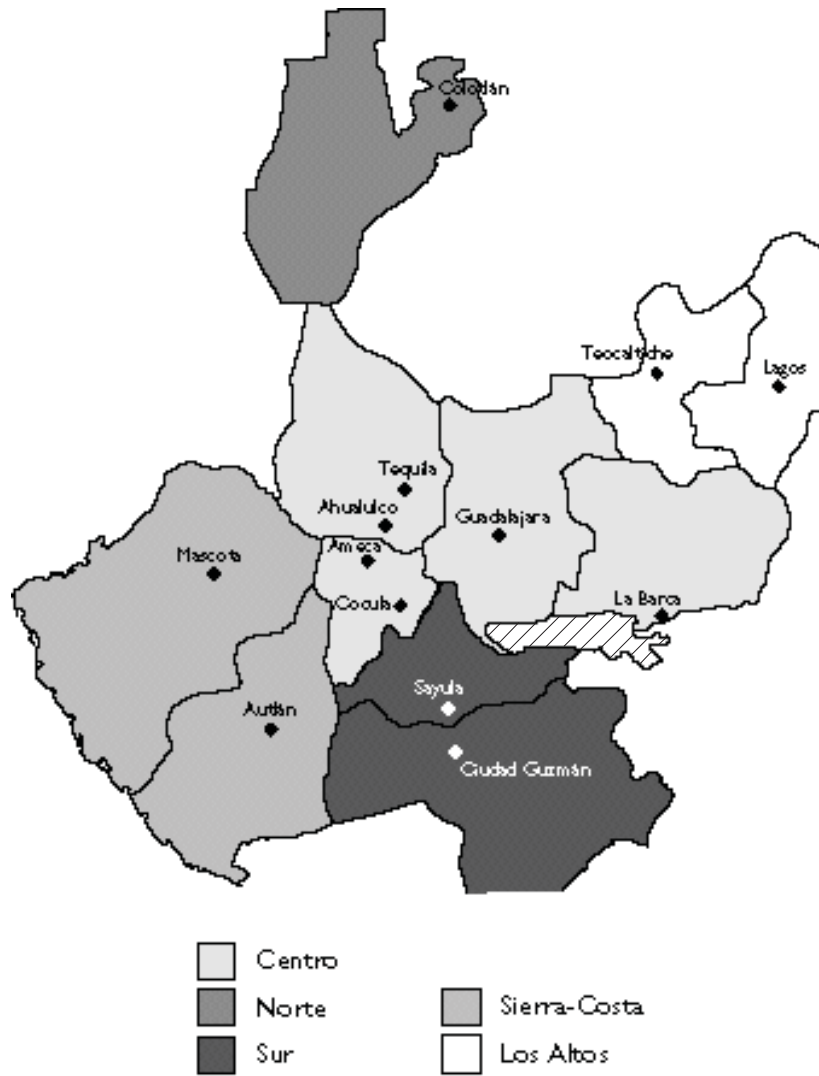 Colotlán
Teocaltiche
Lagos
Tequila
Ahualulco
Guadalajara
Ameca
Mascota
Cocula
La Barca
Sayula
Autlán
Ciudad Guzmán
Centro
Norte
Sierra-Costa
Sur
Los Altos